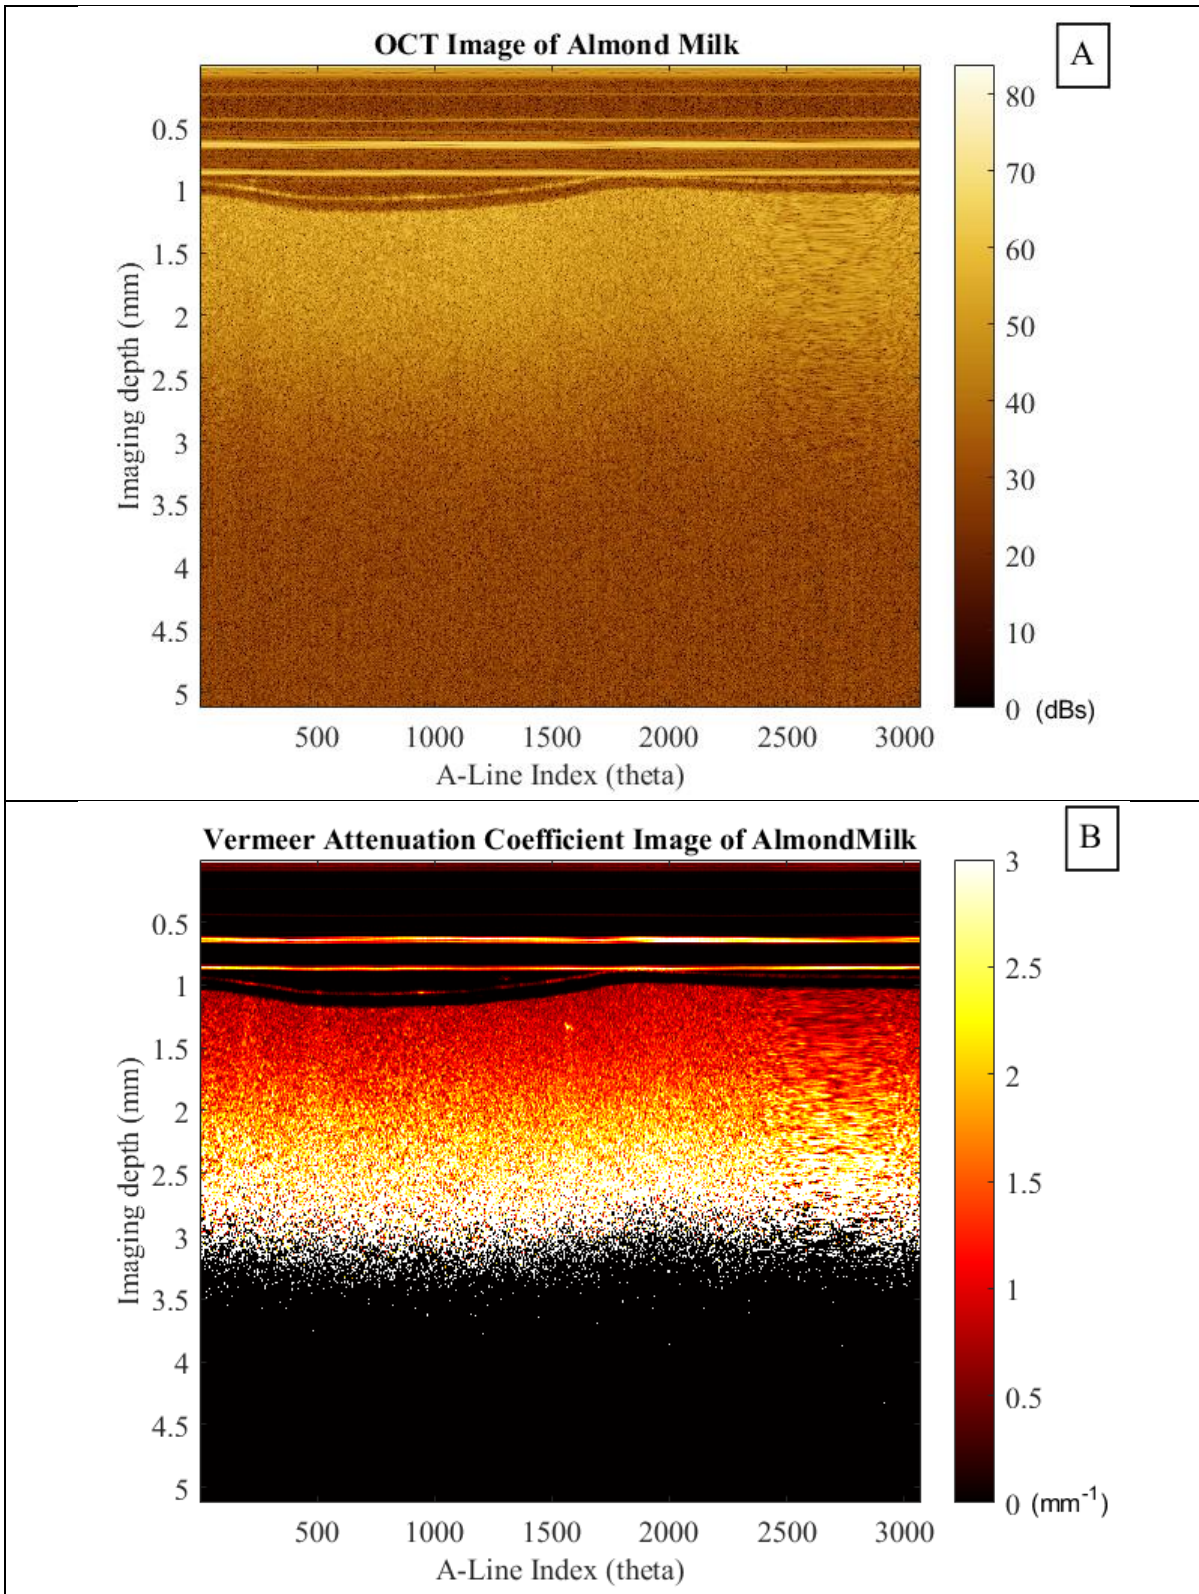 OCT Image of Almond Milk
A
0.5
1
1.5
2
2.5
3
3.5
4
4.5
5
Imaging depth (mm)
500 1000 1500 2000 2500 3000
A-Line Index (theta)
80
70
60
50
40
30
20
10
0 (dBs)
Vermeer Attenuation Coefficient Image of AlmondMilk
B
0.5
1
1.5
2
2.5
3
3.5
4
4.5
5
Imaging depth (mm)
500 1000 1500 2000 2500 3000
A-Line Index (theta)
3
2.5
2
1.5
1
0.5
0 (mm⁻¹)